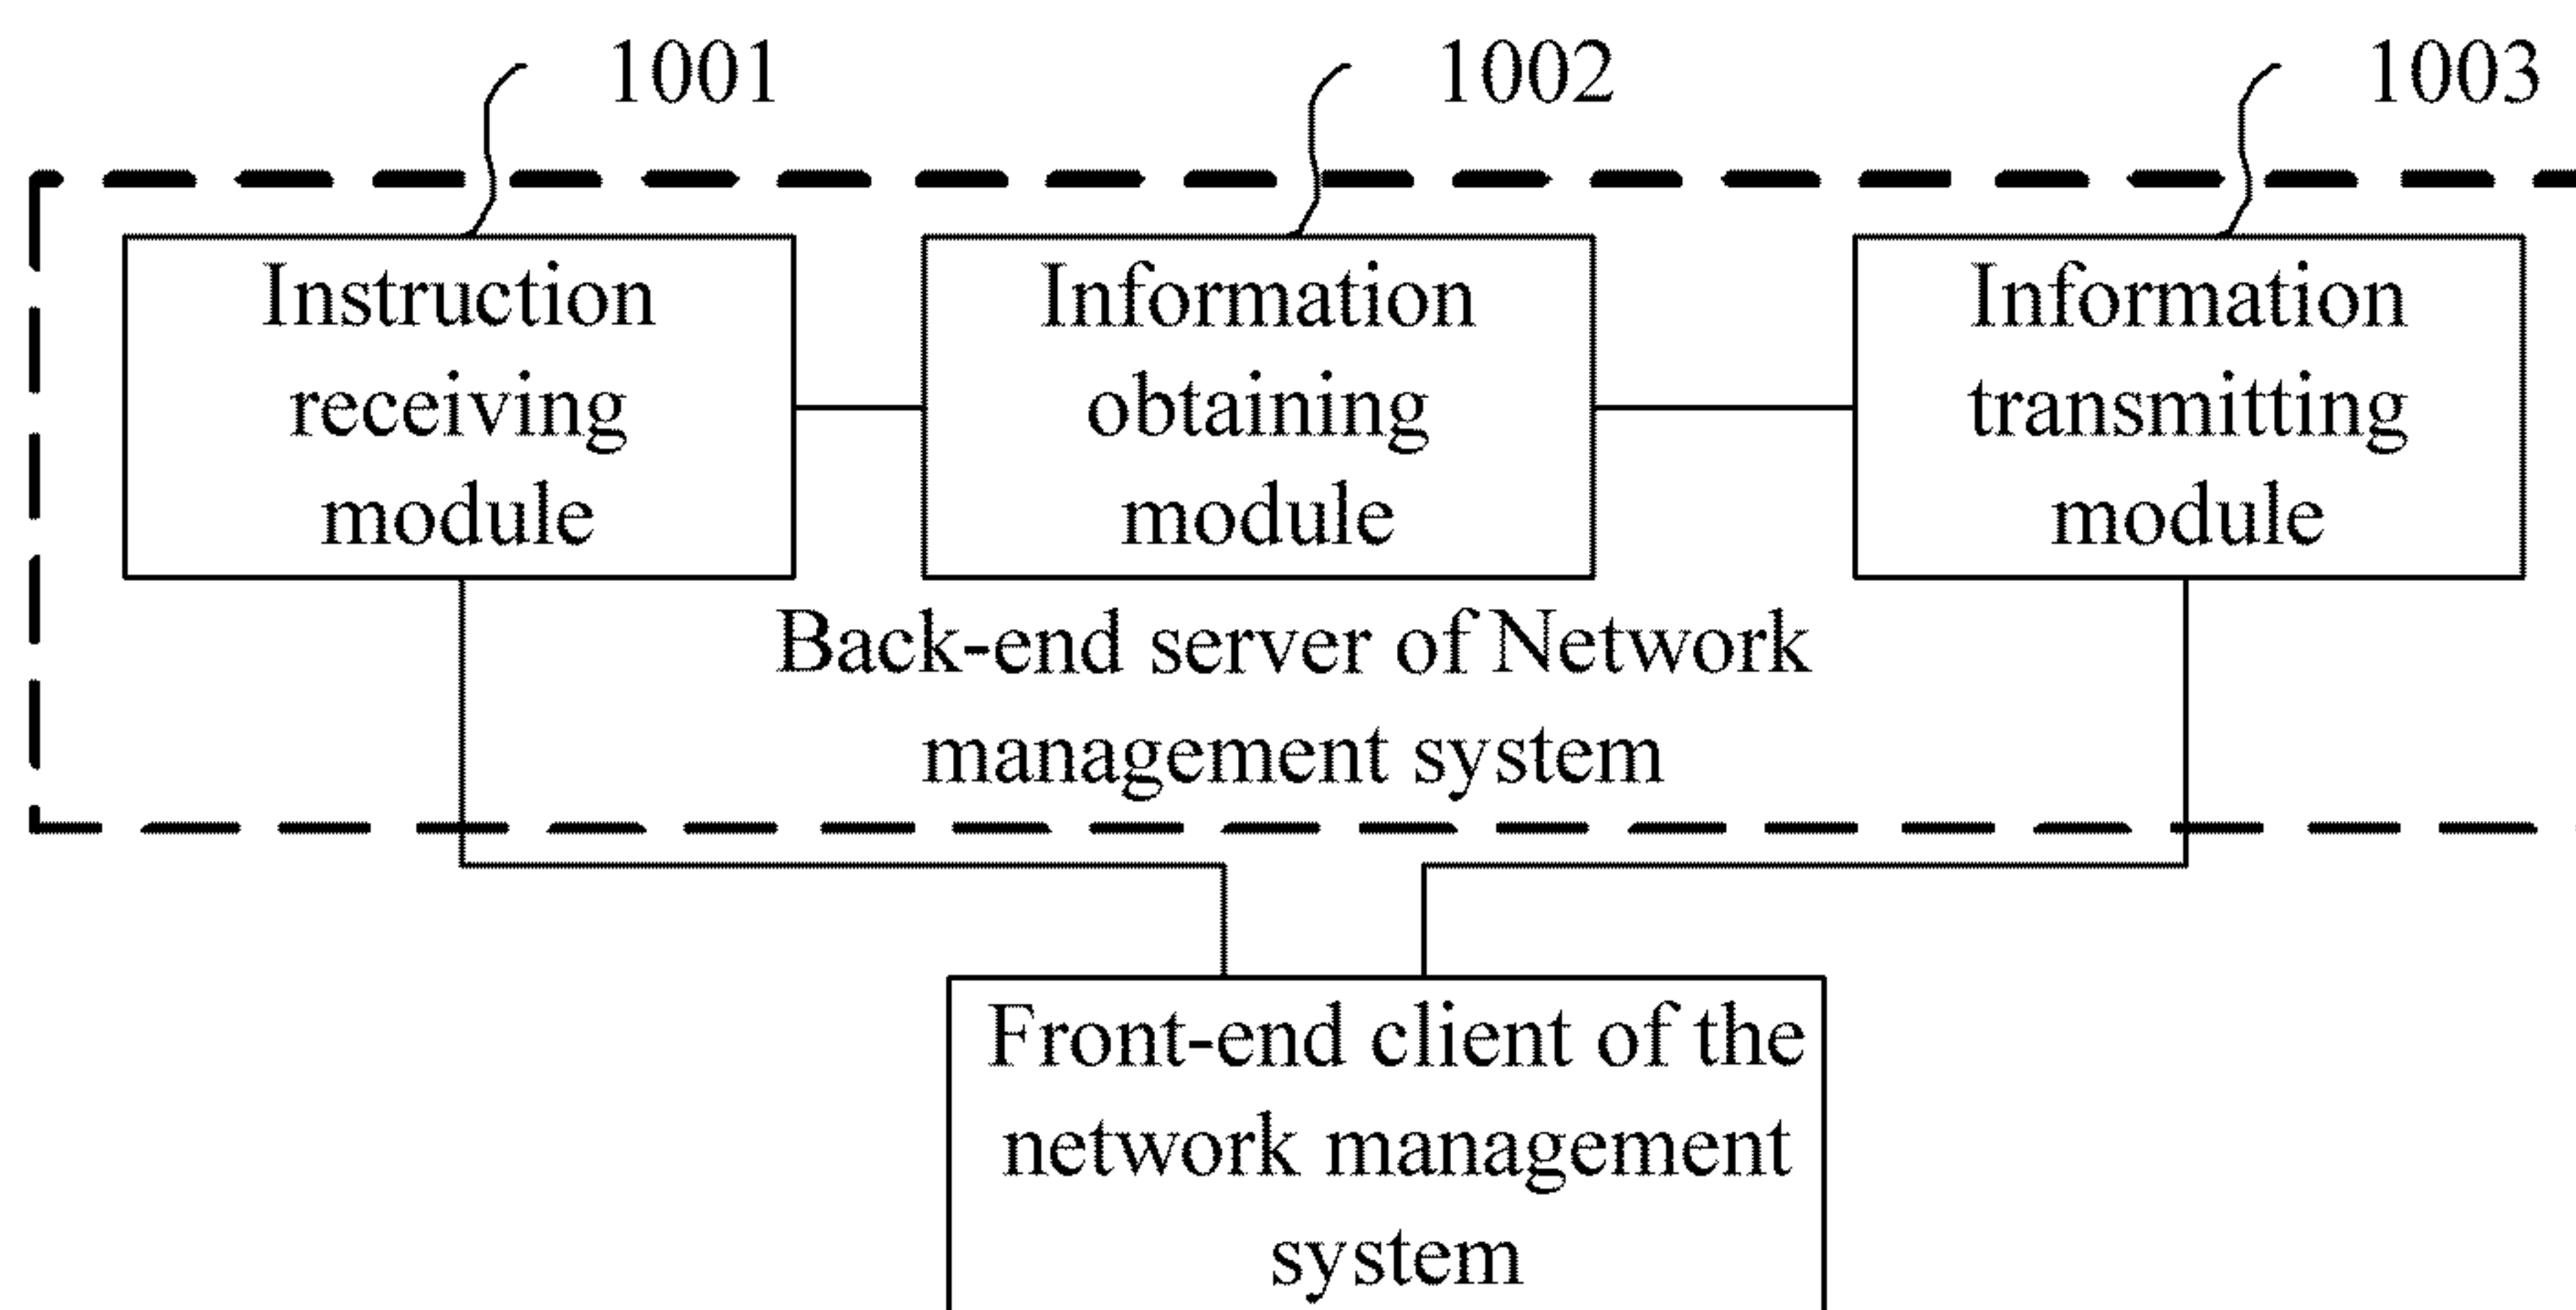 1001
1002
1003
Instruction
receiving
module
Information
obtaining
module
Information
transmitting
module
Back-end server of Network
management system
Front-end client of the
network management
system